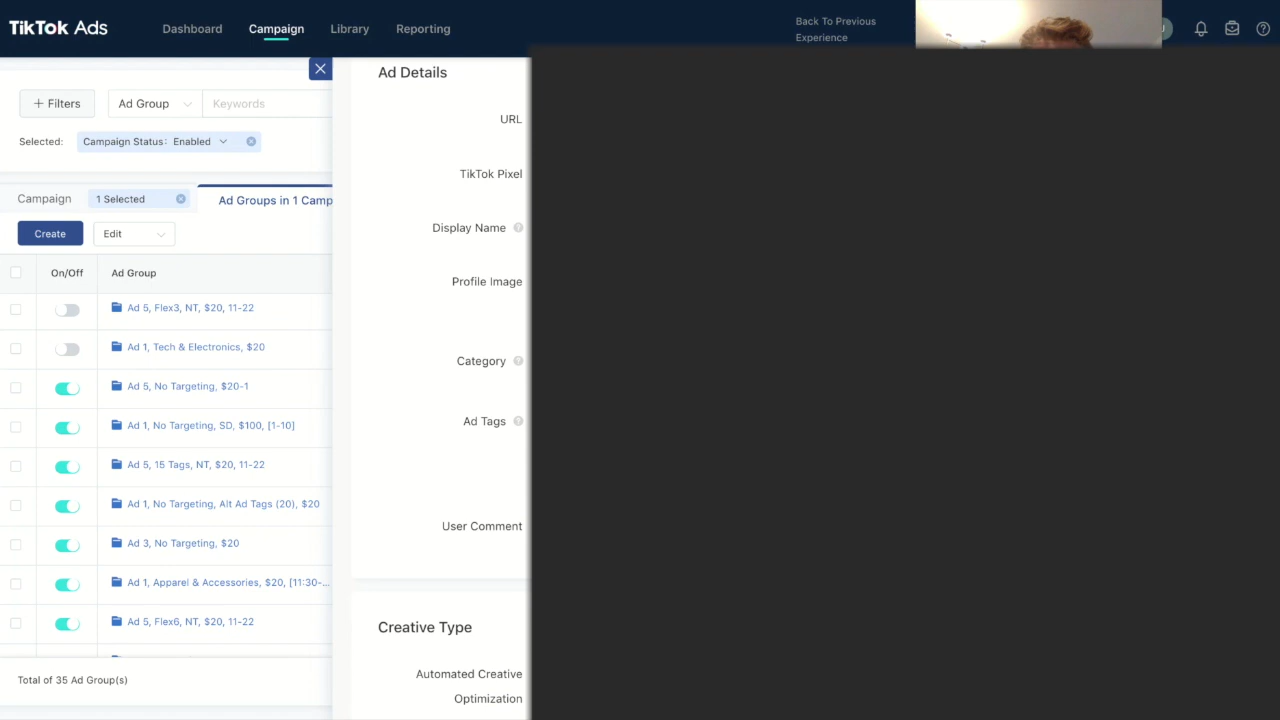 TikTok Ads
Dashboard
Campaign
Library
Reporting
Back To Previous
Experience
+ Filters
Ad Group
Keywords
Selected:
Campaign Status: Enabled
Campaign
1 Selected
Ad Groups in 1 Camp
Create
Edit
On/Off
Ad Group
Ad 5, Flex3, NT, $20, 11-22
Ad 1, Tech & Electronics, $20
Ad 5, No Targeting, $20-1
Ad 1, No Targeting, SD, $100, [1-10]
Ad 5, 15 Tags, NT, $20, 11-22
Ad 1, No Targeting, Alt Ad Tags (20), $20
Ad 3, No Targeting, $20
Ad 1, Apparel & Accessories, $20, [11:30-...
Ad 5, Flex6, NT, $20, 11-22
Total of 35 Ad Group(s)
Ad Details
URL
TikTok Pixel
Display Name
Profile Image
Category
Ad Tags
User Comment
Creative Type
Automated Creative
Optimization